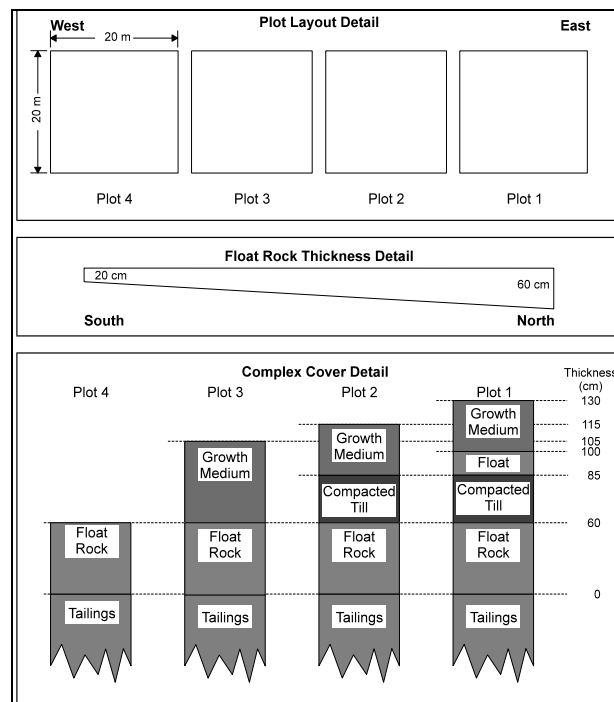 Plot Layout Detail
West
East
20 m
20 m
Plot 4
Plot 3
Plot 2
Plot 1
Float Rock Thickness Detail
20 cm
60 cm
South
North
Complex Cover Detail
Plot 4
Plot 3
Plot 2
Plot 1
Thickness
(cm)
130
115
105
100
85
60
0
Growth
Medium
Float
Compacted
Till
Float
Rock
Tailings
Growth
Medium
Compacted
Till
Float
Rock
Tailings
Growth
Medium
Float
Rock
Tailings
Float
Rock
Tailings